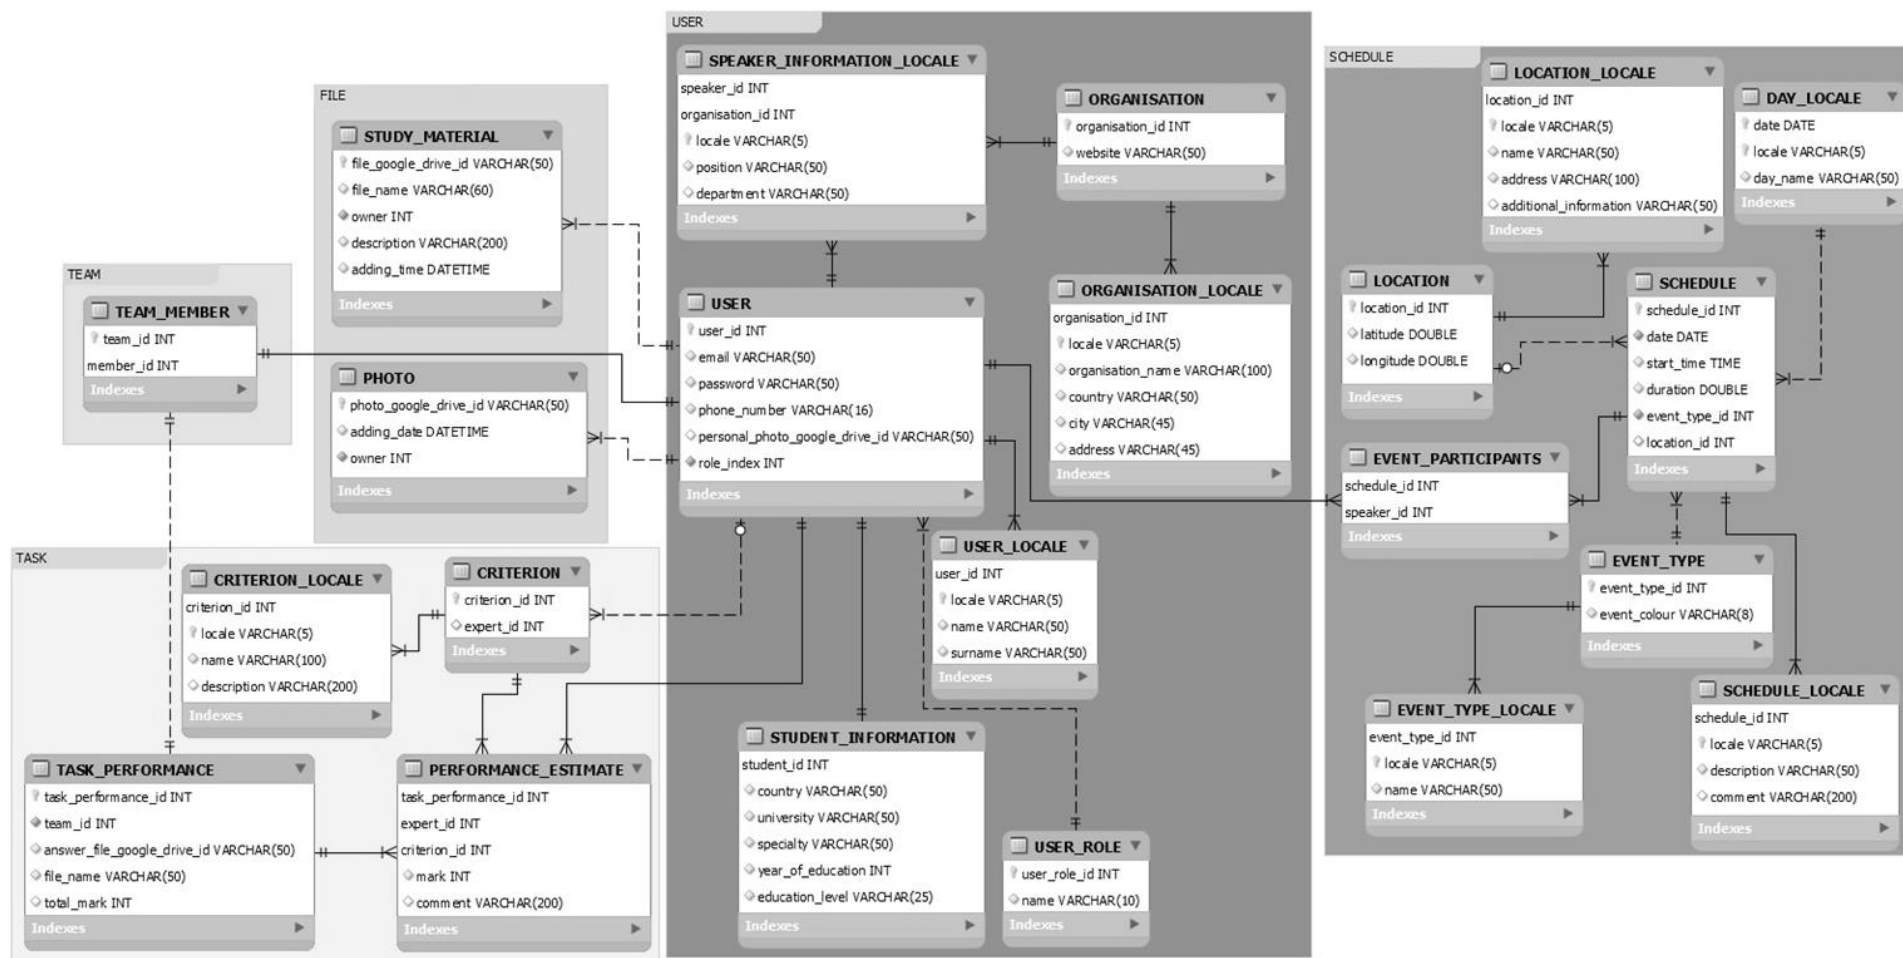 TEAM
TEAM_MEMBER
team_id INT
member_id INT
Indexes
FILE
STUDY_MATERIAL
file_google_drive_id VARCHAR(50)
file_name VARCHAR(60)
owner INT
description VARCHAR(200)
adding_time DATETIME
Indexes
PHOTO
photo_google_drive_id VARCHAR(50)
adding_date DATETIME
owner INT
Indexes
TASK
CRITERION_LOCALE
criterion_id INT
locale VARCHAR(5)
name VARCHAR(100)
description VARCHAR(200)
Indexes
CRITERION
criterion_id INT
expert_id INT
Indexes
TASK_PERFORMANCE
task_performance_id INT
team_id INT
answer_file_google_drive_id VARCHAR(50)
file_name VARCHAR(50)
total_mark INT
Indexes
PERFORMANCE_ESTIMATE
task_performance_id INT
expert_id INT
criterion_id INT
mark INT
comment VARCHAR(200)
Indexes
USER
SPEAKER_INFORMATION_LOCALE
speaker_id INT
organisation_id INT
locale VARCHAR(5)
position VARCHAR(50)
department VARCHAR(50)
Indexes
ORGANISATION
organisation_id INT
website VARCHAR(50)
Indexes
USER
user_id INT
email VARCHAR(50)
password VARCHAR(50)
phone_number VARCHAR(16)
personal_photo_google_drive_id VARCHAR(50)
role_index INT
Indexes
ORGANISATION_LOCALE
organisation_id INT
locale VARCHAR(5)
organisation_name VARCHAR(100)
country VARCHAR(50)
city VARCHAR(45)
address VARCHAR(45)
Indexes
USER_LOCALE
user_id INT
locale VARCHAR(5)
name VARCHAR(50)
surname VARCHAR(50)
Indexes
STUDENT_INFORMATION
student_id INT
country VARCHAR(50)
university VARCHAR(50)
specialty VARCHAR(50)
year_of_education INT
education_level VARCHAR(25)
Indexes
USER_ROLE
user_role_id INT
name VARCHAR(10)
Indexes
SCHEDULE
LOCATION_LOCALE
location_id INT
locale VARCHAR(5)
name VARCHAR(50)
address VARCHAR(100)
additional_information VARCHAR(50)
Indexes
DAY_LOCALE
date DATE
locale VARCHAR(5)
day_name VARCHAR(50)
Indexes
LOCATION
location_id INT
latitude DOUBLE
longitude DOUBLE
Indexes
SCHEDULE
schedule_id INT
date DATE
start_time TIME
duration DOUBLE
event_type_id INT
location_id INT
Indexes
EVENT_PARTICIPANTS
schedule_id INT
speaker_id INT
Indexes
EVENT_TYPE
event_type_id INT
event_colour VARCHAR(8)
Indexes
EVENT_TYPE_LOCALE
event_type_id INT
locale VARCHAR(5)
name VARCHAR(50)
Indexes
SCHEDULE_LOCALE
schedule_id INT
locale VARCHAR(5)
description VARCHAR(50)
comment VARCHAR(200)
Indexes